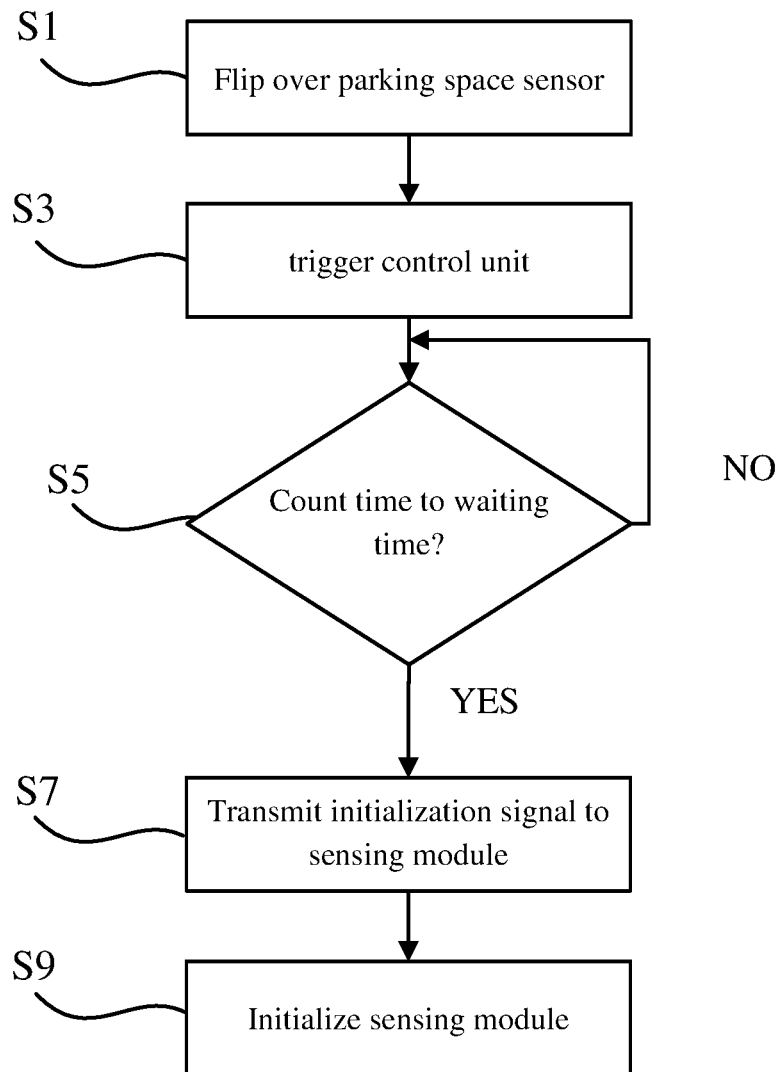 S1
Flip over parking space sensor
S3
trigger control unit
S5
Count time to waiting
time?
NO
YES
S7
Transmit initialization signal to
sensing module
S9
Initialize sensing module